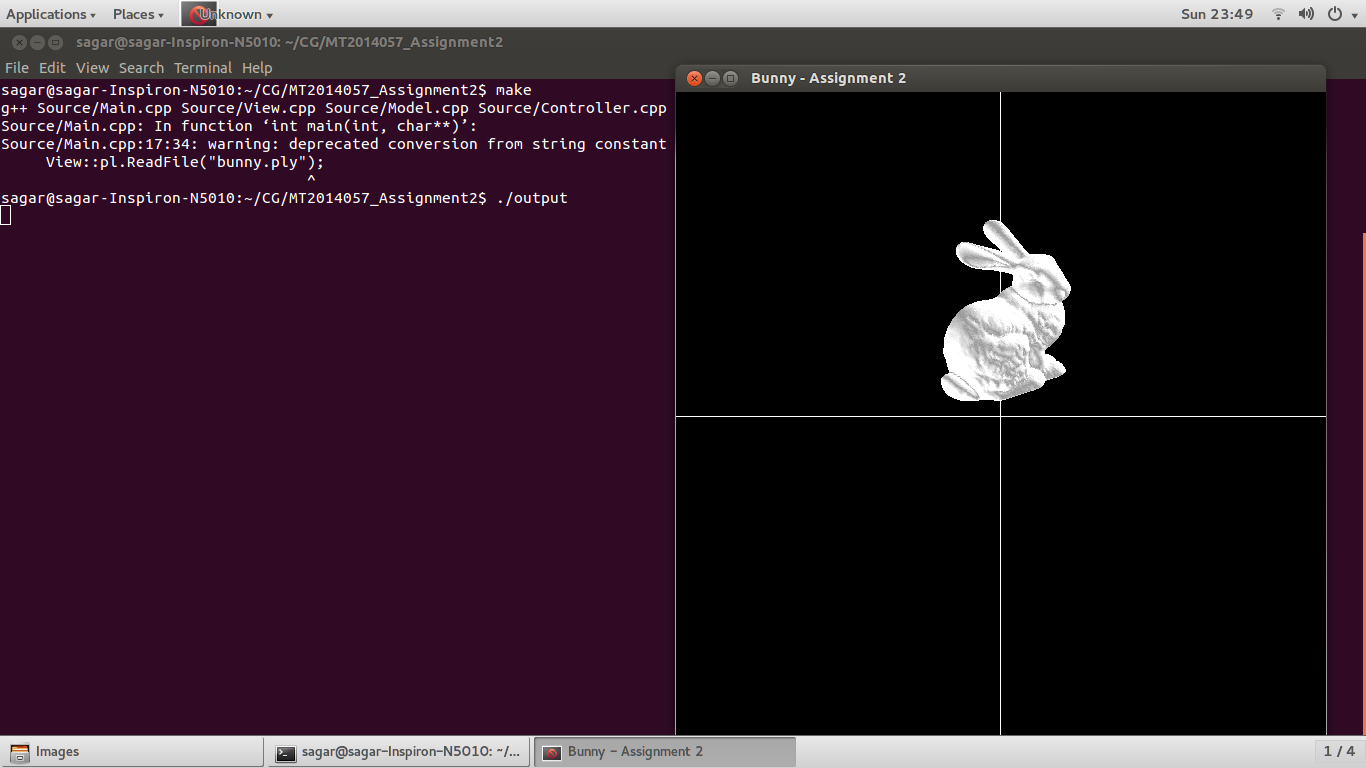 Applications Places Unknown Sun 23:49
sagar@sagar-Inspiron-N5010: ~/CG/MT2014057_Assignment2
File Edit View Search Terminal Help
sagar@sagar-Inspiron-N5010:~/CG/MT2014057_Assignment2$ make
g++ Source/Main.cpp Source/View.cpp Source/Model.cpp Source/Controller.cpp
Source/Main.cpp: In function ‘int main(int, char**)’:
Source/Main.cpp:17:34: warning: deprecated conversion from string constant
View::pl.ReadFile("bunny.ply");
^
sagar@sagar-Inspiron-N5010:~/CG/MT2014057_Assignment2$ ./output
Bunny - Assignment 2
Images sagar@sagar-Inspiron-N5010: ~/... Bunny - Assignment 2 1 / 4